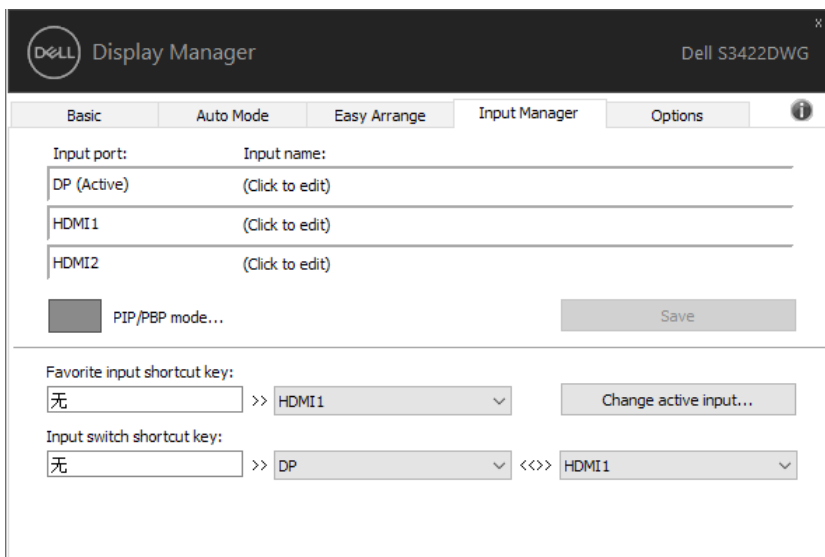 x
DELL Display Manager Dell S3422DWG
Basic Auto Mode Easy Arrange Input Manager Options i
Input port: Input name:
DP (Active) (Click to edit)
HDMI1 (Click to edit)
HDMI2 (Click to edit)
PIP/PBP mode... Save
Favorite input shortcut key:
无 >> HDMI1 Change active input...
Input switch shortcut key:
无 >> DP <<>> HDMI1